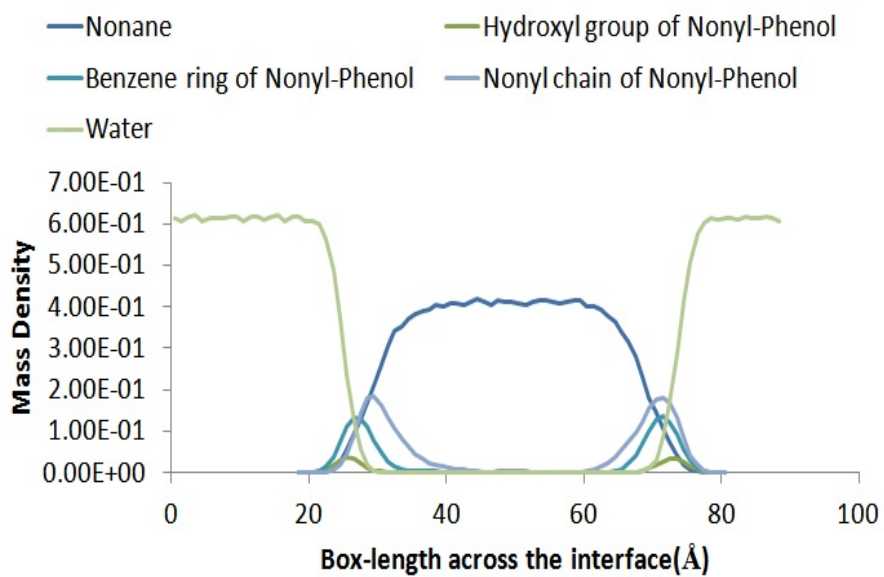 Nonane
Hydroxyl group of Nonyl-Phenol
Benzene ring of Nonyl-Phenol
Nonyl chain of Nonyl-Phenol
Water
7.00E-01
6.00E-01
5.00E-01
4.00E-01
3.00E-01
2.00E-01
1.00E-01
0.00E+00
Mass Density
0 20 40 60 80 100
Box-length across the interface(Å)